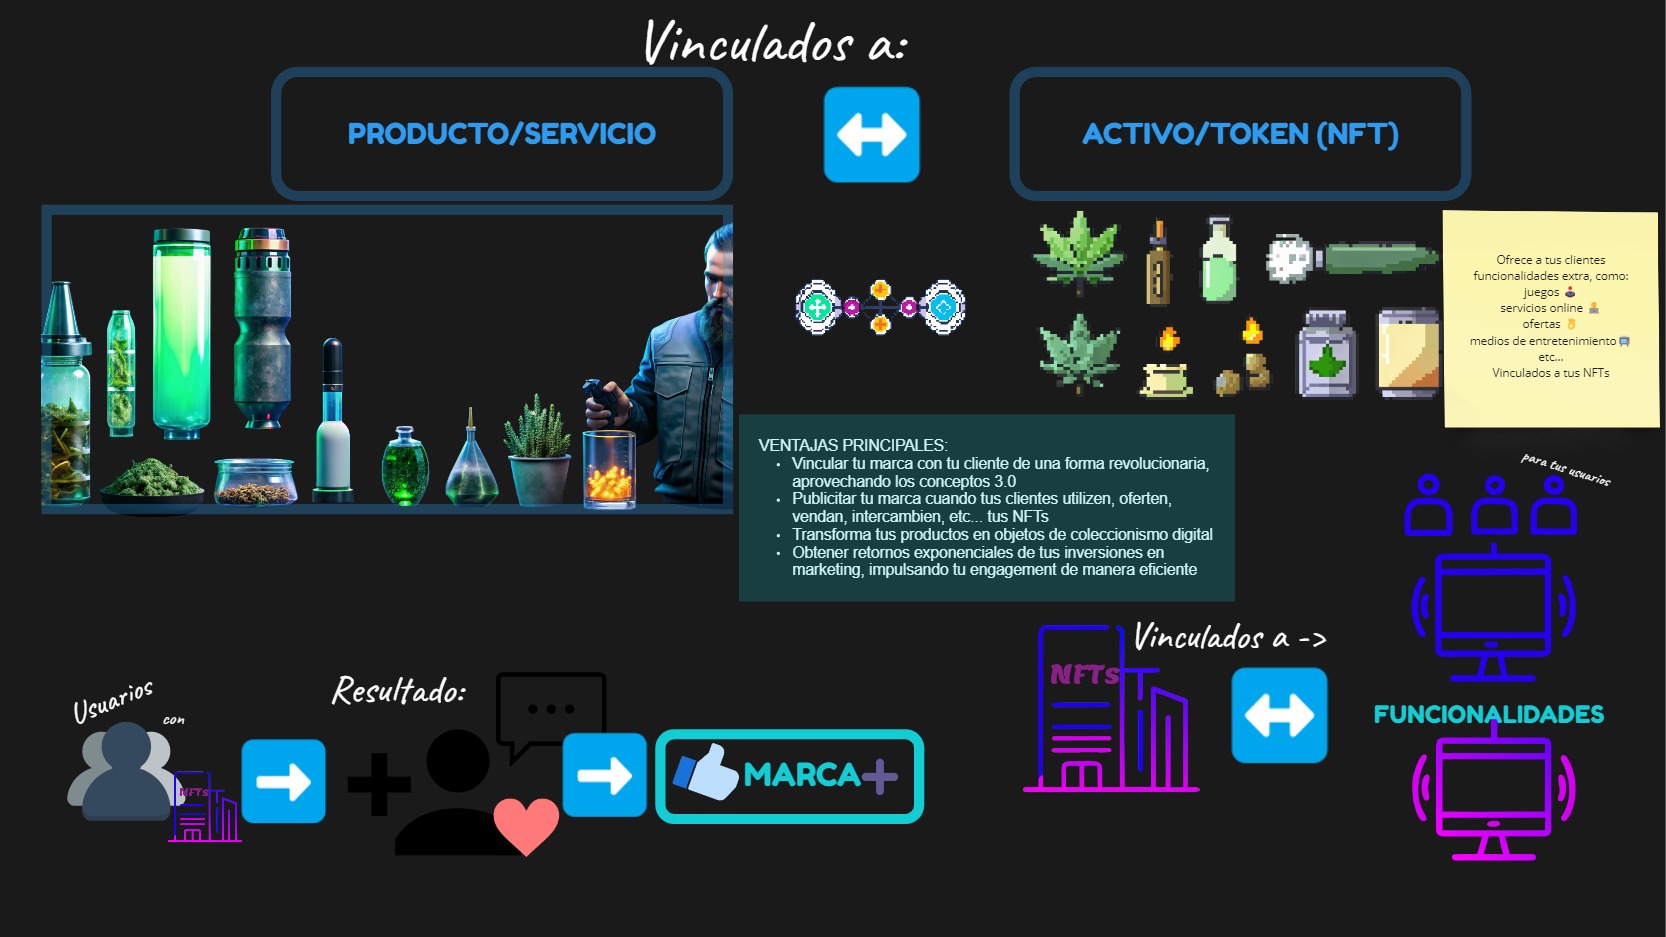 Vinculados a:
PRODUCTO/SERVICIO
ACTIVO/TOKEN (NFT)
Ofrece a tus clientes
funcionalidades extra, como:
juegos 🕹️
servicios online 👨‍💻
ofertas 👌
medios de entretenimiento📺
etc...
Vinculados a tus NFTs
VENTAJAS PRINCIPALES:
• Vincular tu marca con tu cliente de una forma revolucionaria,
aprovechando los conceptos 3.0
• Publicitar tu marca cuando tus clientes utilizen, oferten,
vendan, intercambien, etc... tus NFTs
• Transforma tus productos en objetos de coleccionismo digital
• Obtener retornos exponenciales de tus inversiones en
marketing, impulsando tu engagement de manera eficiente
para tus usuarios
Vinculados a ->
NFTs
FUNCIONALIDADES
Usuarios
con
NFTs
Resultado:
MARCA+